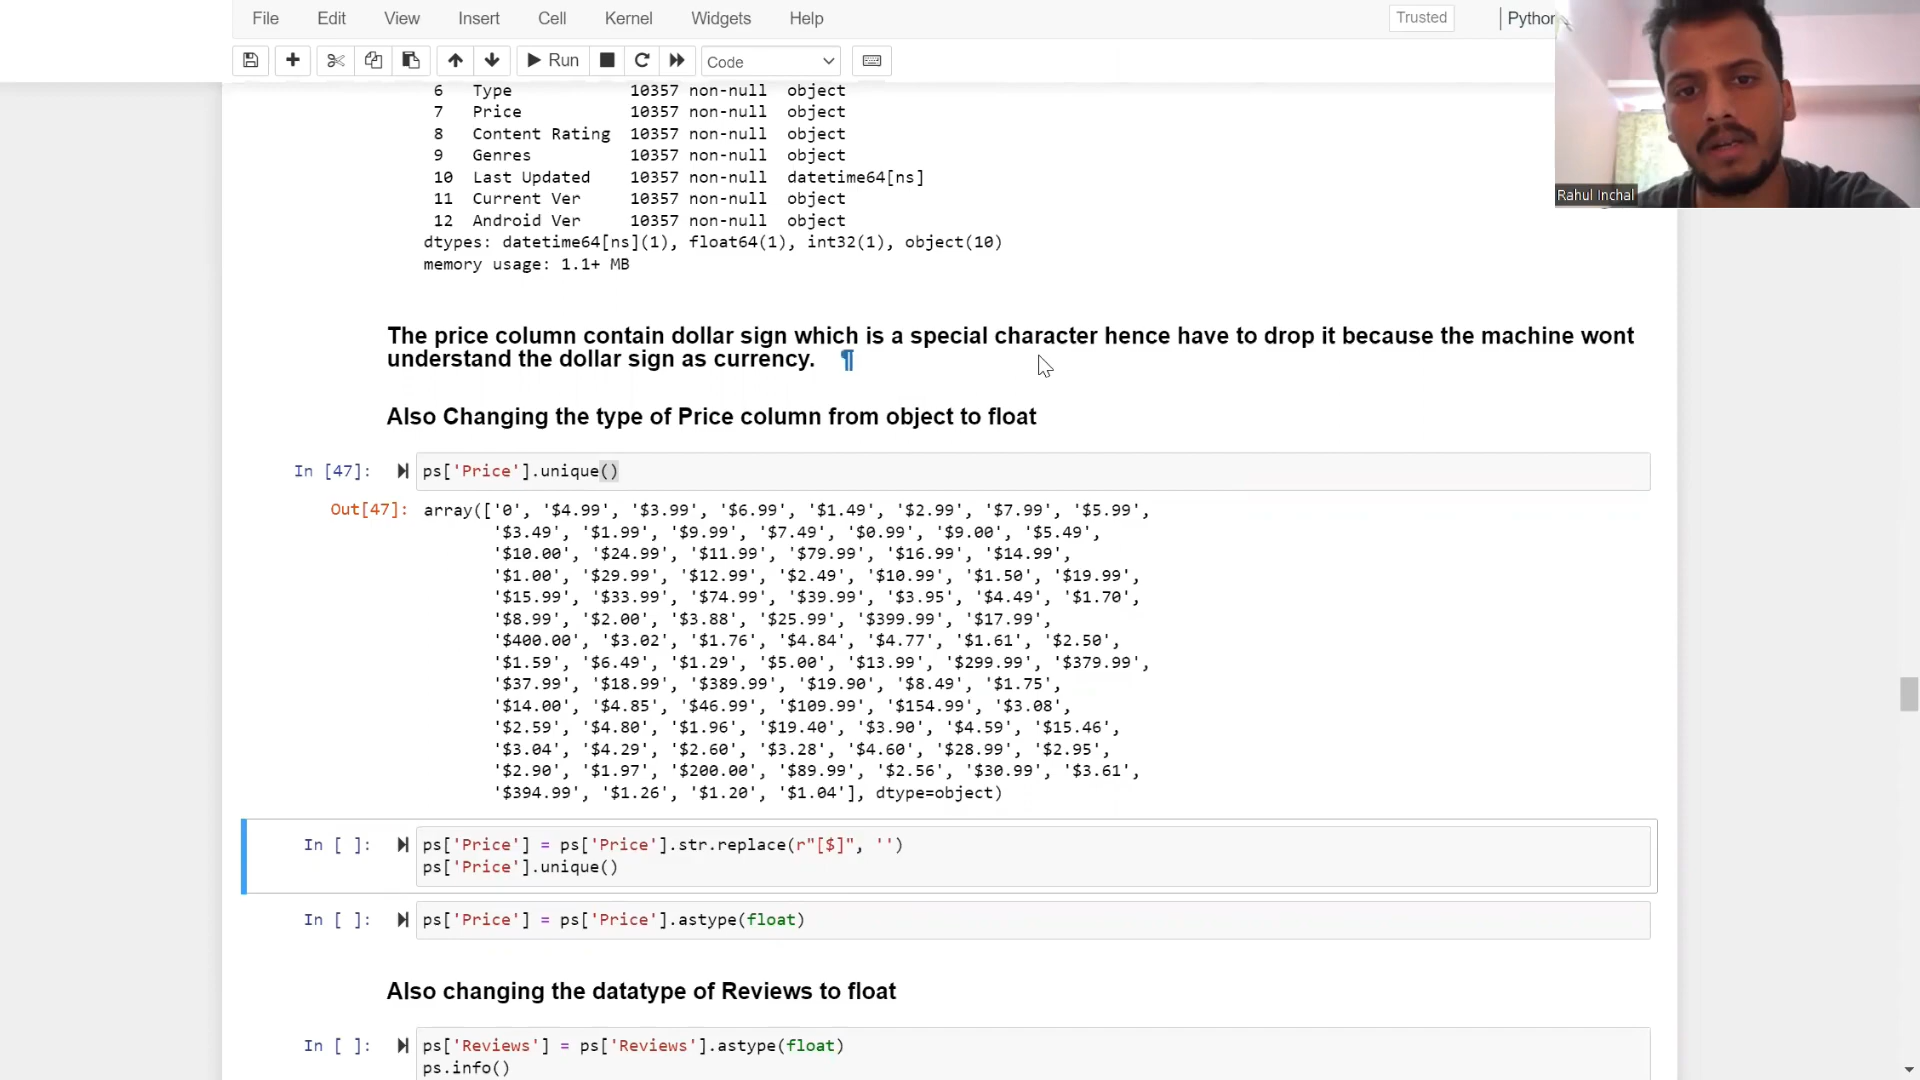 File Edit View Insert Cell Kernel Widgets Help Trusted Python
Run Code
6 Type 10357 non-null object
7 Price 10357 non-null object
8 Content Rating 10357 non-null object
9 Genres 10357 non-null object
10 Last Updated 10357 non-null datetime64[ns]
11 Current Ver 10357 non-null object
12 Android Ver 10357 non-null object
dtypes: datetime64[ns](1), float64(1), int32(1), object(10)
memory usage: 1.1+ MB
Rahul Inchal
The price column contain dollar sign which is a special character hence have to drop it because the machine wont
understand the dollar sign as currency. ¶
Also Changing the type of Price column from object to float
In [47]: ps['Price'].unique()
Out[47]: array(['0', '$4.99', '$3.99', '$6.99', '$1.49', '$2.99', '$7.99', '$5.99',
'$3.49', '$1.99', '$9.99', '$7.49', '$0.99', '$9.00', '$5.49',
'$10.00', '$24.99', '$11.99', '$79.99', '$16.99', '$14.99',
'$1.00', '$29.99', '$12.99', '$2.49', '$10.99', '$1.50', '$19.99',
'$15.99', '$33.99', '$74.99', '$39.99', '$3.95', '$4.49', '$1.70',
'$8.99', '$2.00', '$3.88', '$25.99', '$399.99', '$17.99',
'$400.00', '$3.02', '$1.76', '$4.84', '$4.77', '$1.61', '$2.50',
'$1.59', '$6.49', '$1.29', '$5.00', '$13.99', '$299.99', '$379.99',
'$37.99', '$18.99', '$389.99', '$19.90', '$8.49', '$1.75',
'$14.00', '$4.85', '$46.99', '$109.99', '$154.99', '$3.08',
'$2.59', '$4.80', '$1.96', '$19.40', '$3.90', '$4.59', '$15.46',
'$3.04', '$4.29', '$2.60', '$3.28', '$4.60', '$28.99', '$2.95',
'$2.90', '$1.97', '$200.00', '$89.99', '$2.56', '$30.99', '$3.61',
'$394.99', '$1.26', '$1.20', '$1.04'], dtype=object)
In [ ]: ps['Price'] = ps['Price'].str.replace(r"[$]", '')
ps['Price'].unique()
In [ ]: ps['Price'] = ps['Price'].astype(float)
Also changing the datatype of Reviews to float
In [ ]: ps['Reviews'] = ps['Reviews'].astype(float)
ps.info()